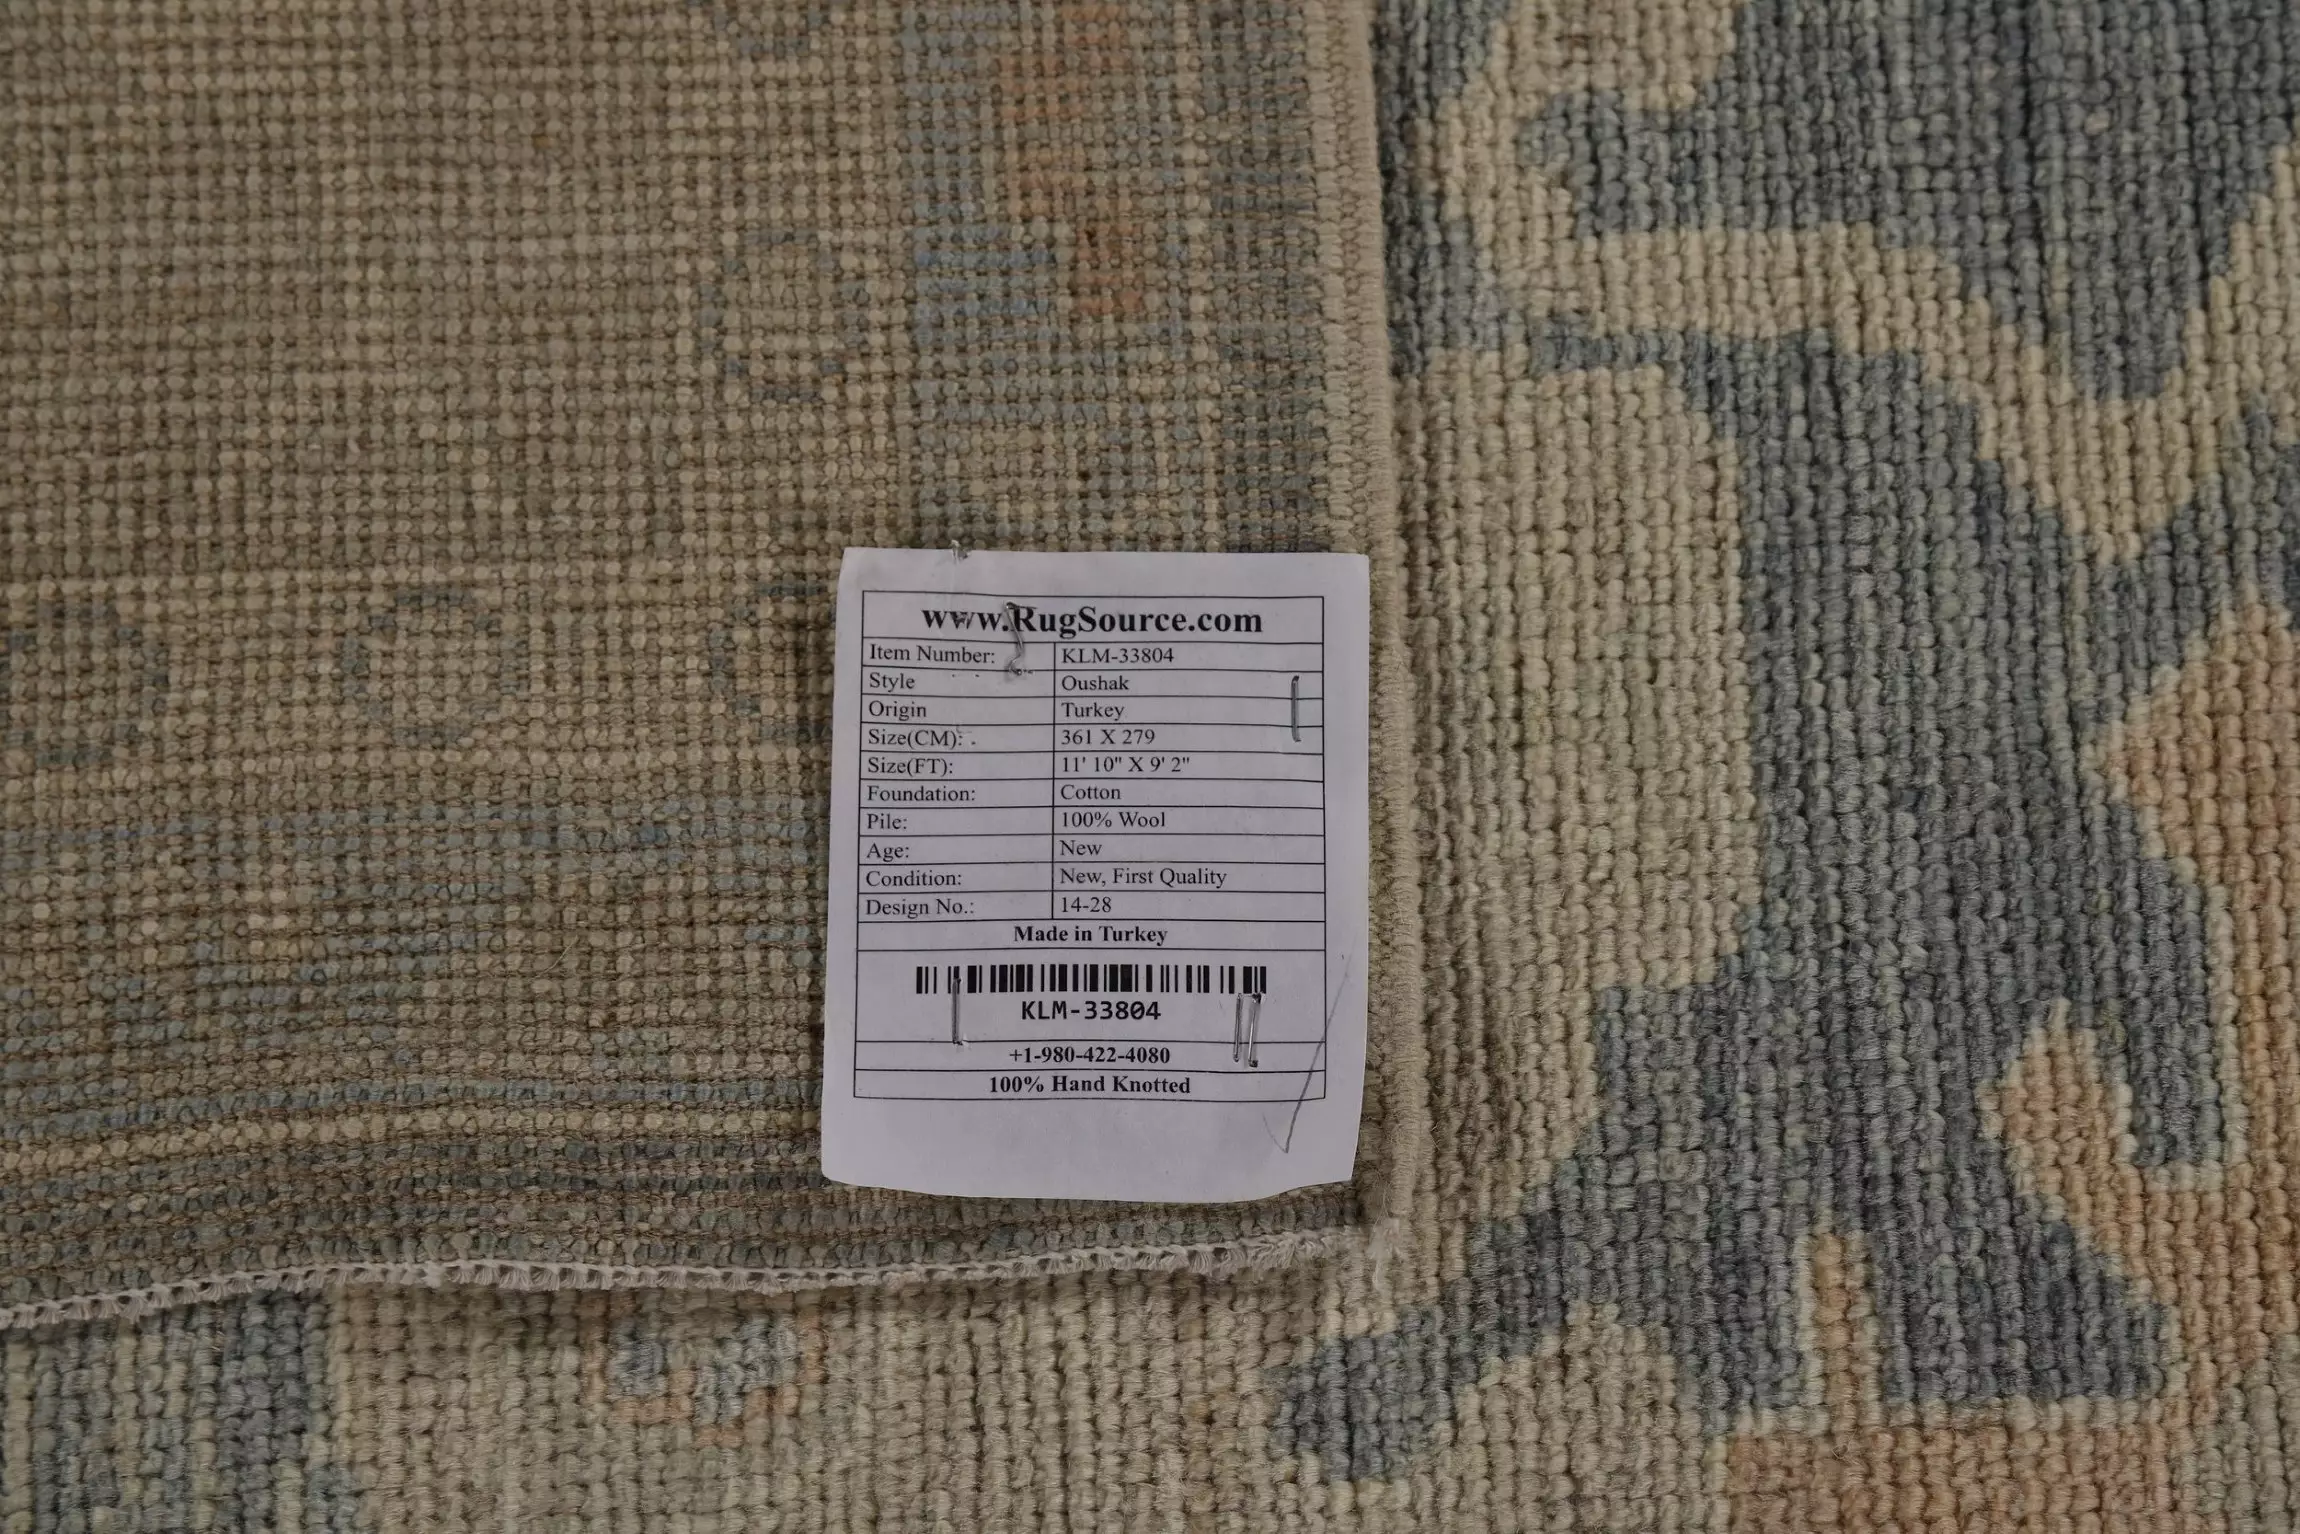 www.RugSource.com
Item Number: KLM-33804
Style Oushak
Origin Turkey
Size(CM): 361 X 279
Size(FT): 11' 10" X 9' 2"
Foundation: Cotton
Pile: 100% Wool
Age: New
Condition: New, First Quality
Design No.: 14-28
Made in Turkey
KLM-33804
+1-980-422-4080
100% Hand Knotted